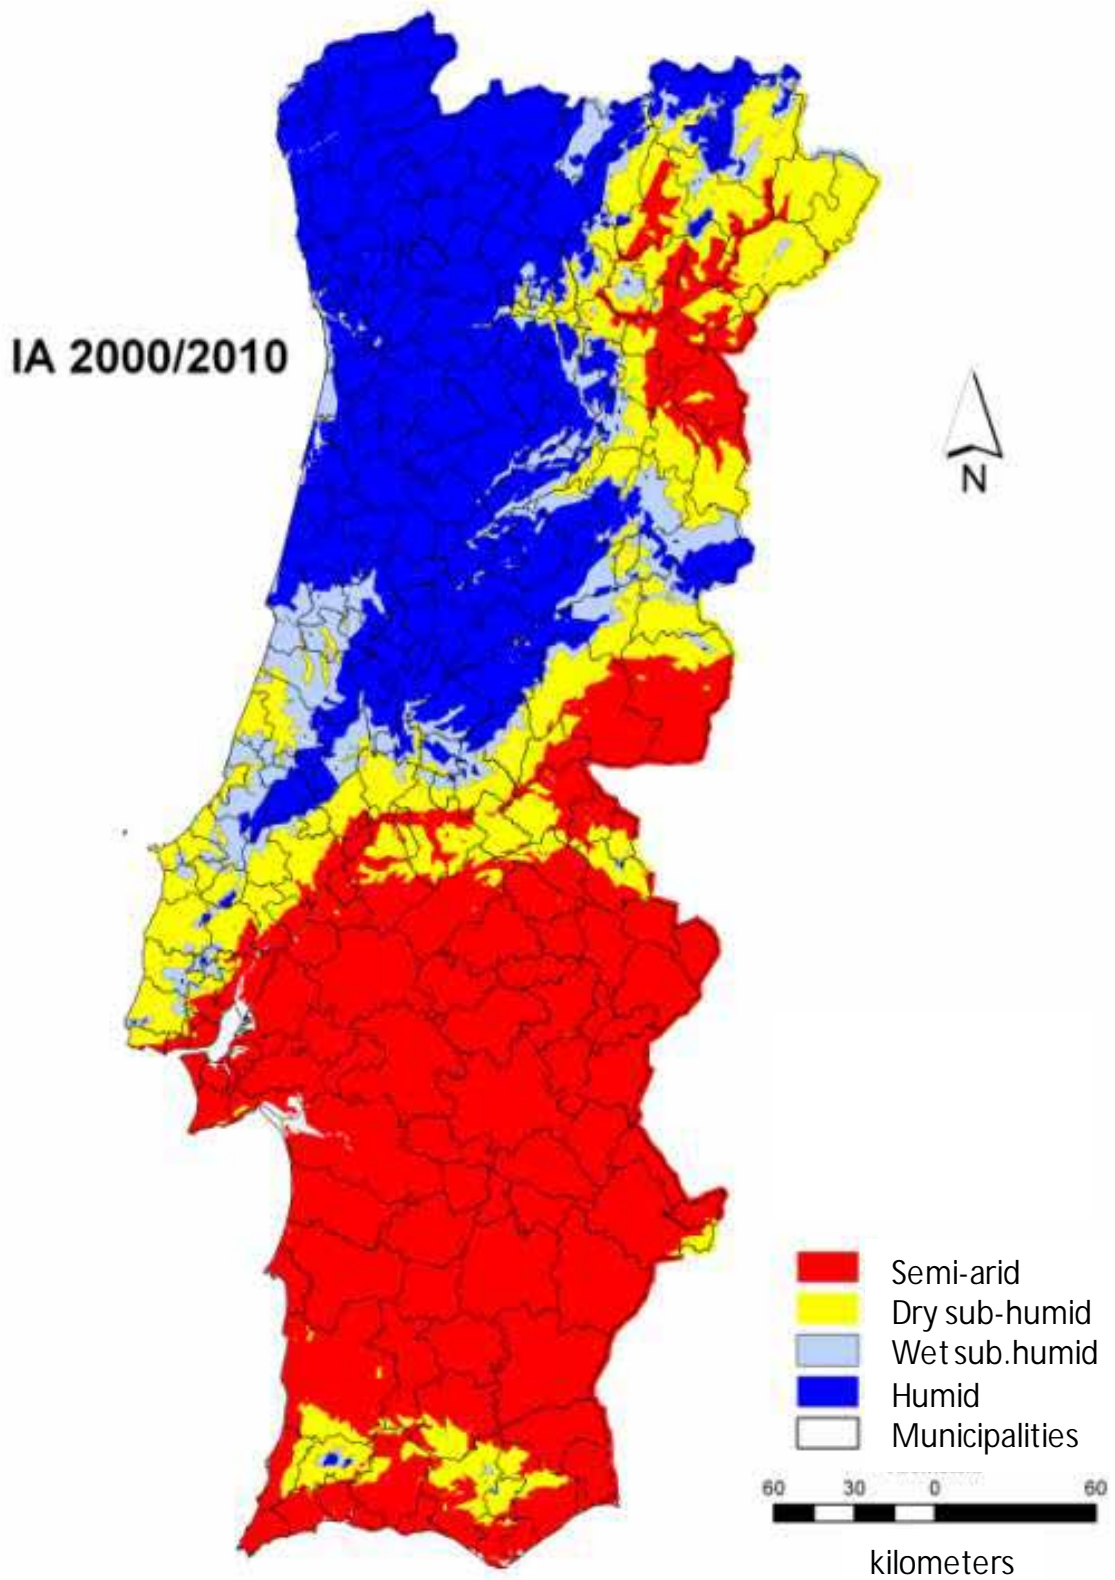 IA 2000/2010
N
Semi-arid
Dry sub-humid
Wet sub.humid
Humid
Municipalities
60 30 0 60
kilometers